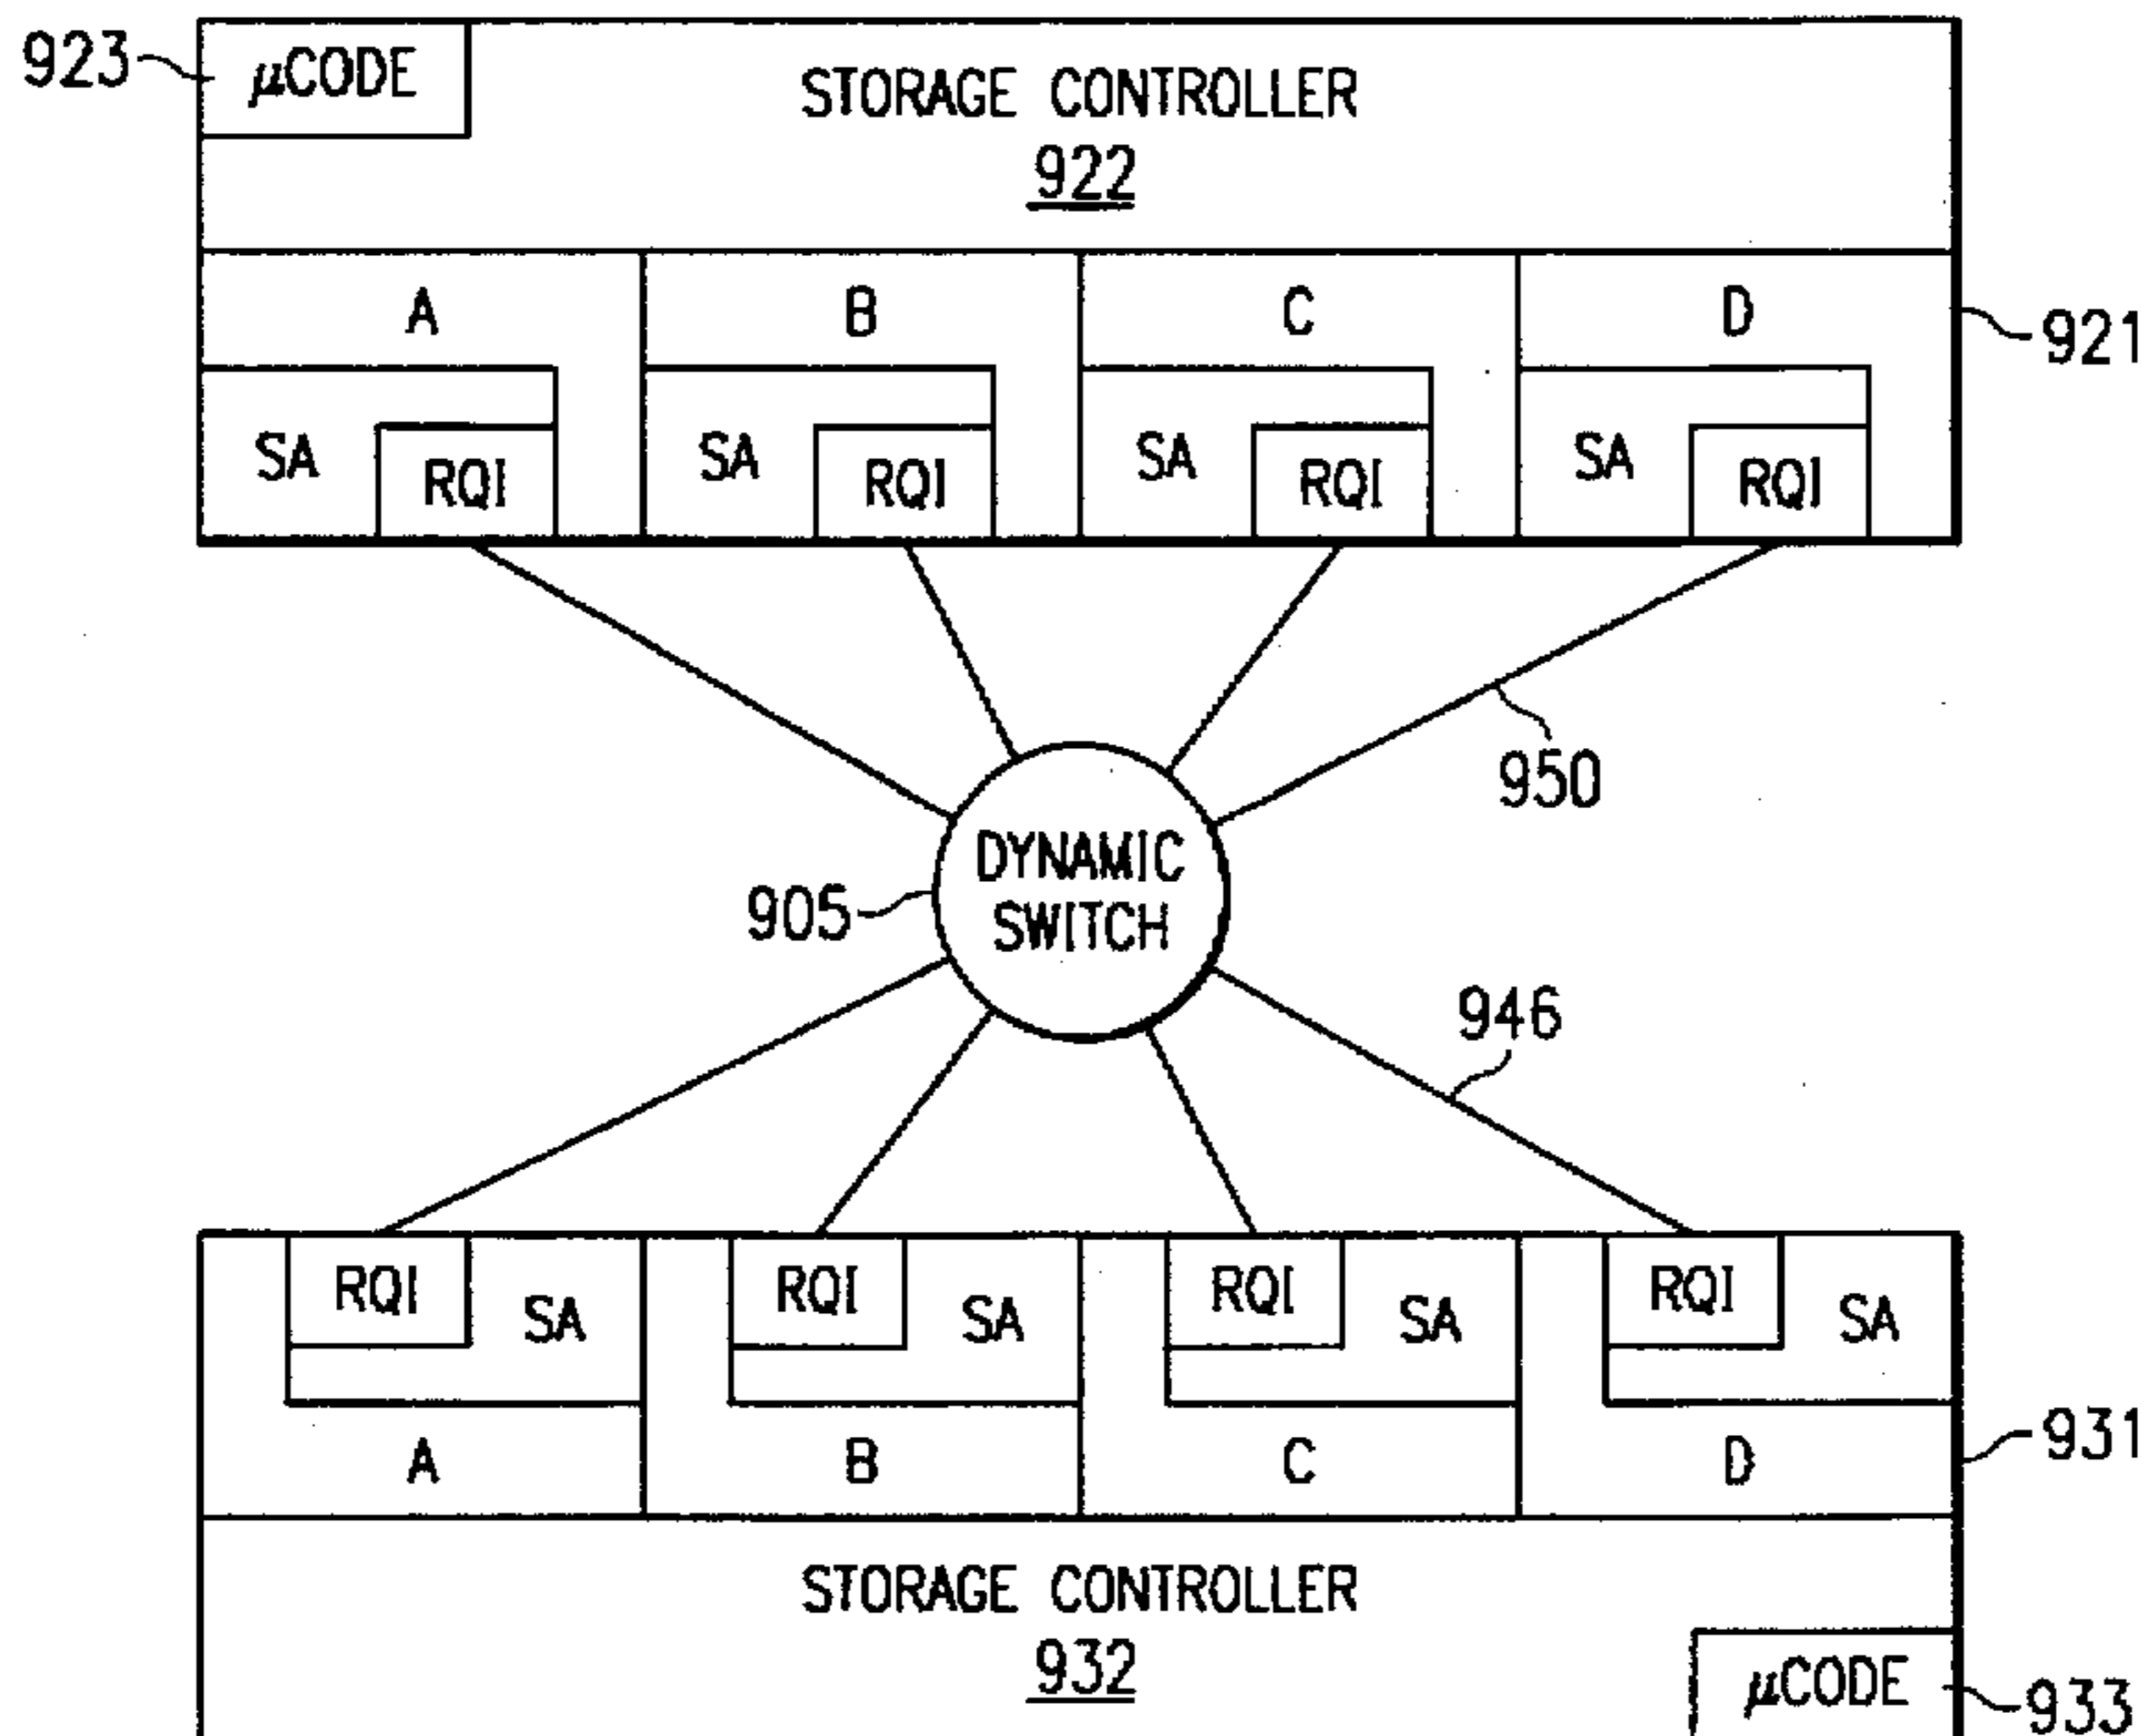 923
μCODE
STORAGE CONTROLLER
922
A B C D
921
SA RQI SA RQI SA RQI SA RQI
950
DYNAMIC
SWITCH
905
946
RQI SA RQI SA RQI SA RQI SA
A B C D
931
STORAGE CONTROLLER
932
μCODE
933